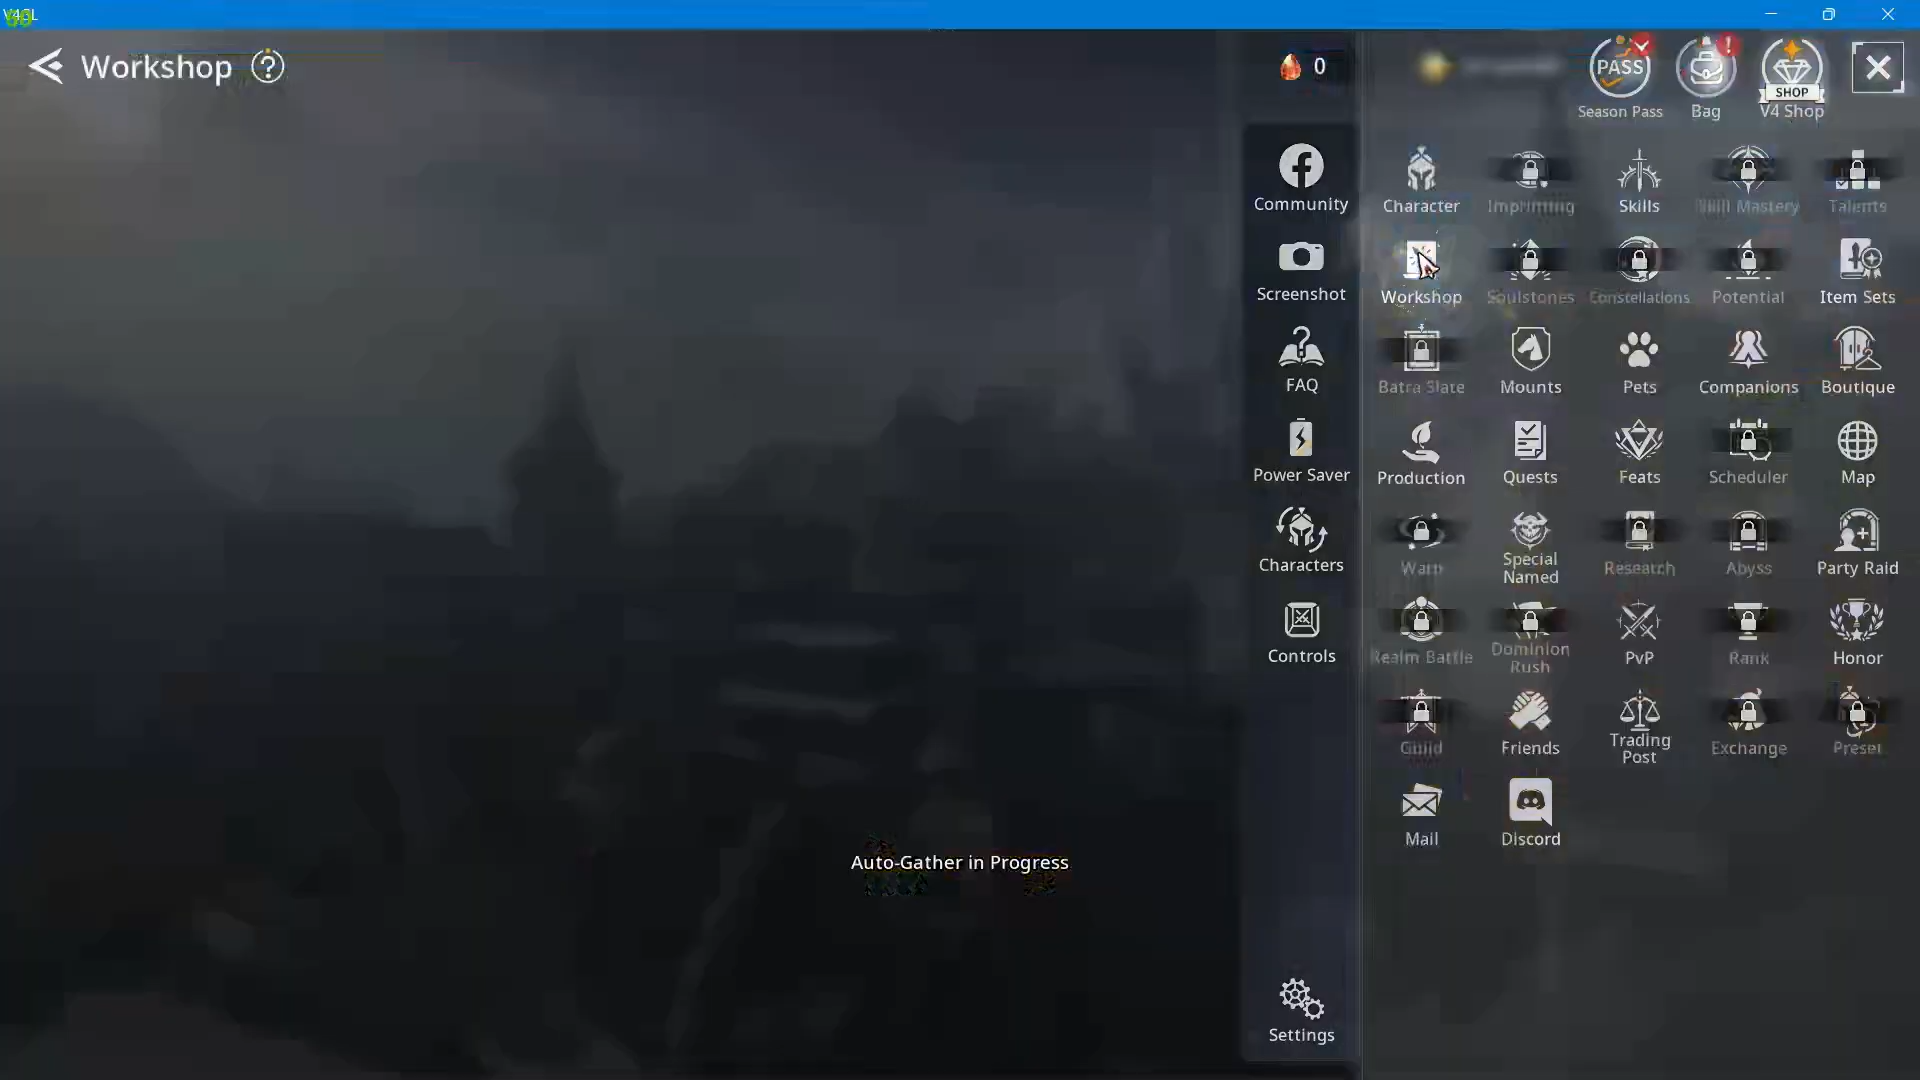 Workshop
?
0
PASS
Season Pass
!
Bag
SHOP
V4 Shop
Community
Screenshot
FAQ
Power Saver
Characters
Controls
Settings
Character
Imprinting
Skills
Skill Mastery
Talents
Workshop
Soulstones
Constellations
Potential
Item Sets
Batra Slate
Mounts
Pets
Companions
Boutique
Production
Quests
Feats
Scheduler
Map
Warp
Special
Named
Research
Abyss
Party Raid
Realm Battle
Dominion
Rush
PvP
Rank
Honor
Guild
Friends
Trading
Post
Exchange
Preset
Mail
Discord
Auto-Gather in Progress